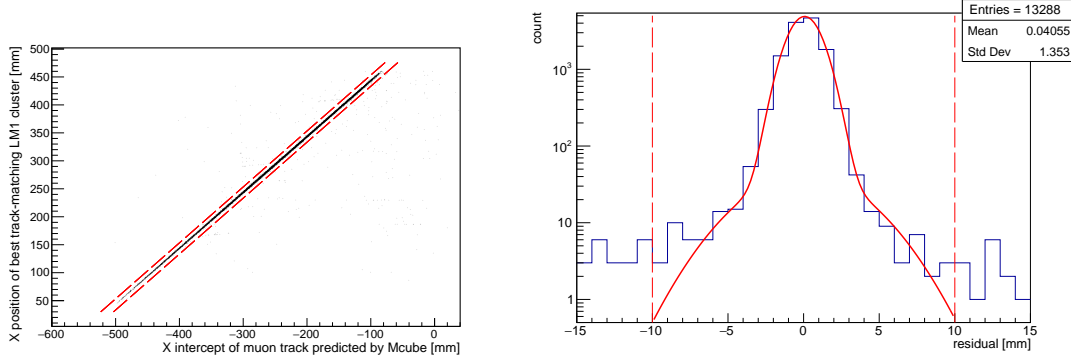 X position of best track-matching LM1 cluster [mm]
500
450
400
350
300
250
200
150
100
50
−600 −500 −400 −300 −200 −100 0
X intercept of muon track predicted by Mcube [mm]
Entries = 13288
Mean 0.04055
Std Dev 1.353
count
10³
10²
10
1
−15 −10 −5 0 5 10 15
residual [mm]